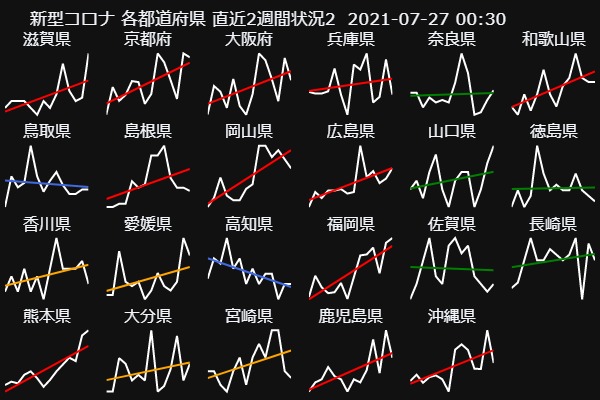 新型コロナ 各都道府県 直近2週間状況2 2021-07-27 00:30
滋賀県 京都府 大阪府 兵庫県 奈良県 和歌山県
鳥取県 島根県 岡山県 広島県 山口県 徳島県
香川県 愛媛県 高知県 福岡県 佐賀県 長崎県
熊本県 大分県 宮崎県 鹿児島県 沖縄県